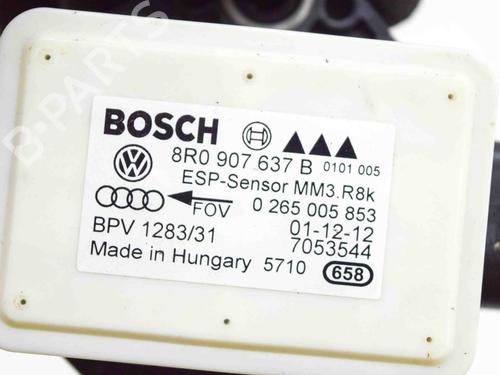 BOSCH
8R0 907 637 B 0101 005
ESP-Sensor MM3.R8k
FOV 0 265 005 853
BPV 1283/31 01-12-12
7053544
Made in Hungary 5710 658
B-PARTS